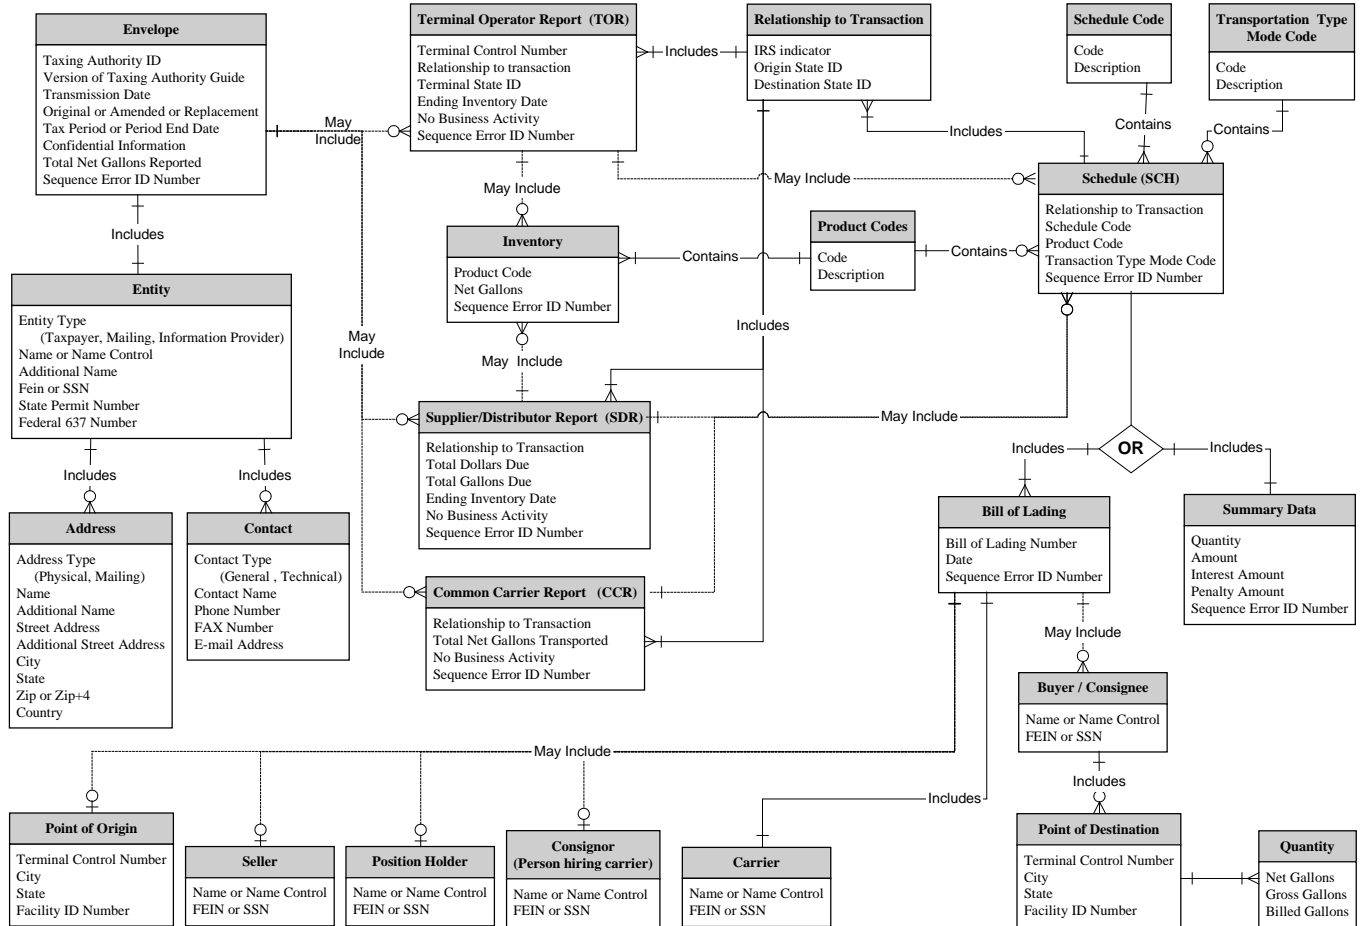 Envelope
Taxing Authority ID
Version of Taxing Authority Guide
Transmission Date
Original or Amended or Replacement
Tax Period or Period End Date
Confidential Information
Total Net Gallons Reported
Sequence Error ID Number
Terminal Operator Report (TOR)
Terminal Control Number
Relationship to transaction
Terminal State ID
Ending Inventory Date
No Business Activity
Sequence Error ID Number
Includes
Relationship to Transaction
IRS indicator
Origin State ID
Destination State ID
Schedule Code
Code
Description
Transportation Type
Mode Code
Code
Description
May
Include
Includes
Contains
Contains
May Include
May Include
Schedule (SCH)
Relationship to Transaction
Schedule Code
Product Code
Transaction Type Mode Code
Sequence Error ID Number
Includes
Inventory
Product Code
Net Gallons
Sequence Error ID Number
Contains
Product Codes
Code
Description
Contains
Entity
Entity Type
(Taxpayer, Mailing, Information Provider)
Name or Name Control
Additional Name
Fein or SSN
State Permit Number
Federal 637 Number
May
Include
Includes
May Include
Supplier/Distributor Report (SDR)
Relationship to Transaction
Total Dollars Due
Total Gallons Due
Ending Inventory Date
No Business Activity
Sequence Error ID Number
May Include
Includes
OR
Includes
Includes
Includes
Address
Address Type
(Physical, Mailing)
Name
Additional Name
Street Address
Additional Street Address
City
State
Zip or Zip+4
Country
Contact
Contact Type
(General , Technical)
Contact Name
Phone Number
FAX Number
E-mail Address
Common Carrier Report (CCR)
Relationship to Transaction
Total Net Gallons Transported
No Business Activity
Sequence Error ID Number
Bill of Lading
Bill of Lading Number
Date
Sequence Error ID Number
Summary Data
Quantity
Amount
Interest Amount
Penalty Amount
Sequence Error ID Number
May Include
Buyer / Consignee
Name or Name Control
FEIN or SSN
May Include
Includes
Includes
Point of Origin
Terminal Control Number
City
State
Facility ID Number
Seller
Name or Name Control
FEIN or SSN
Position Holder
Name or Name Control
FEIN or SSN
Consignor
(Person hiring carrier)
Name or Name Control
FEIN or SSN
Carrier
Name or Name Control
FEIN or SSN
Point of Destination
Terminal Control Number
City
State
Facility ID Number
Quantity
Net Gallons
Gross Gallons
Billed Gallons